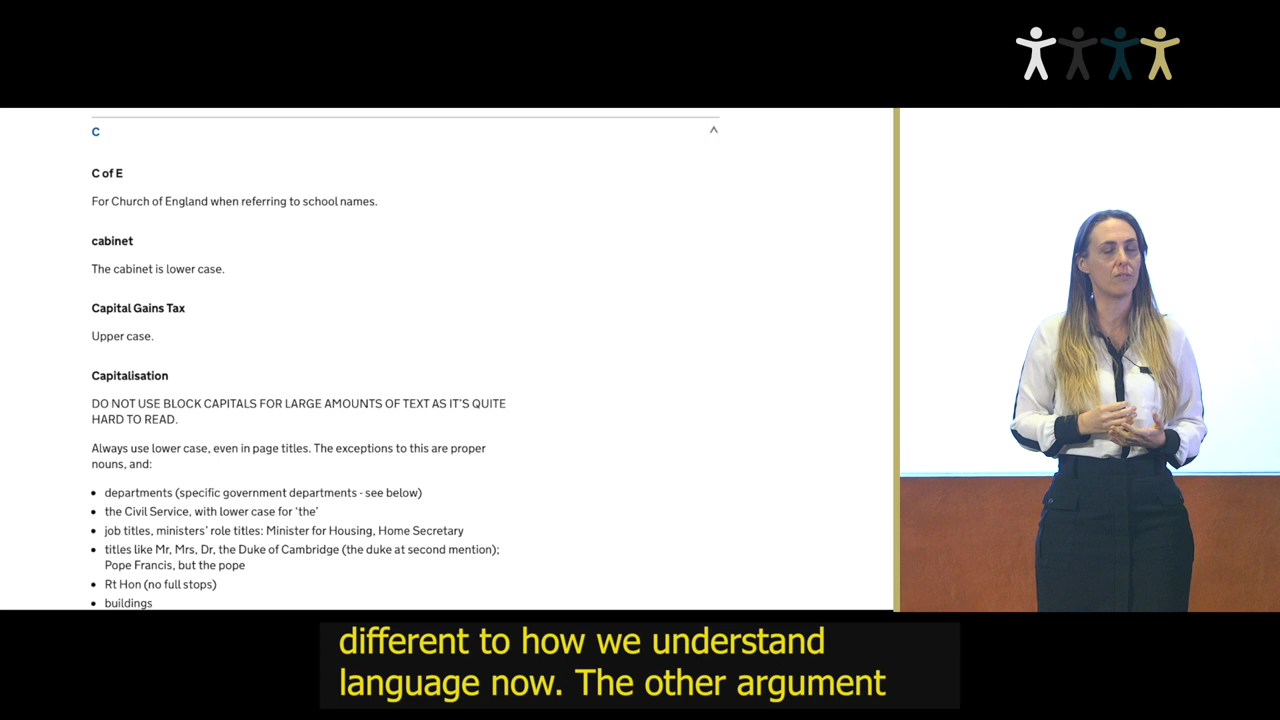 C
C of E
For Church of England when referring to school names.
cabinet
The cabinet is lower case.
Capital Gains Tax
Upper case.
Capitalisation
DO NOT USE BLOCK CAPITALS FOR LARGE AMOUNTS OF TEXT AS IT'S QUITE
HARD TO READ.
Always use lower case, even in page titles. The exceptions to this are proper
nouns, and:
• departments (specific government departments - see below)
• the Civil Service, with lower case for ‘the’
• job titles, ministers’ role titles: Minister for Housing, Home Secretary
• titles like Mr, Mrs, Dr, the Duke of Cambridge (the duke at second mention);
Pope Francis, but the pope
• Rt Hon (no full stops)
• buildings
different to how we understand
language now. The other argument